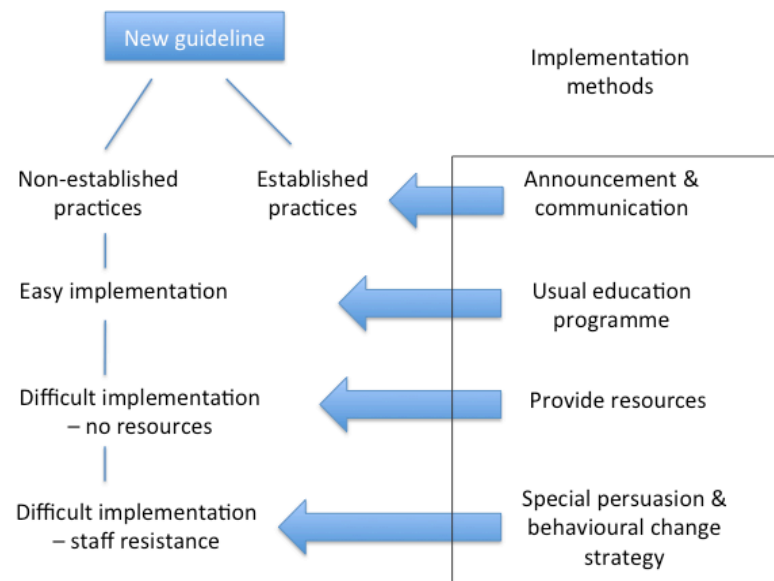 New guideline
Implementation
methods
Non-established
practices
Established
practices
Announcement &
communication
Easy implementation
Usual education
programme
Difficult implementation
– no resources
Provide resources
Difficult implementation
– staff resistance
Special persuasion &
behavioural change
strategy